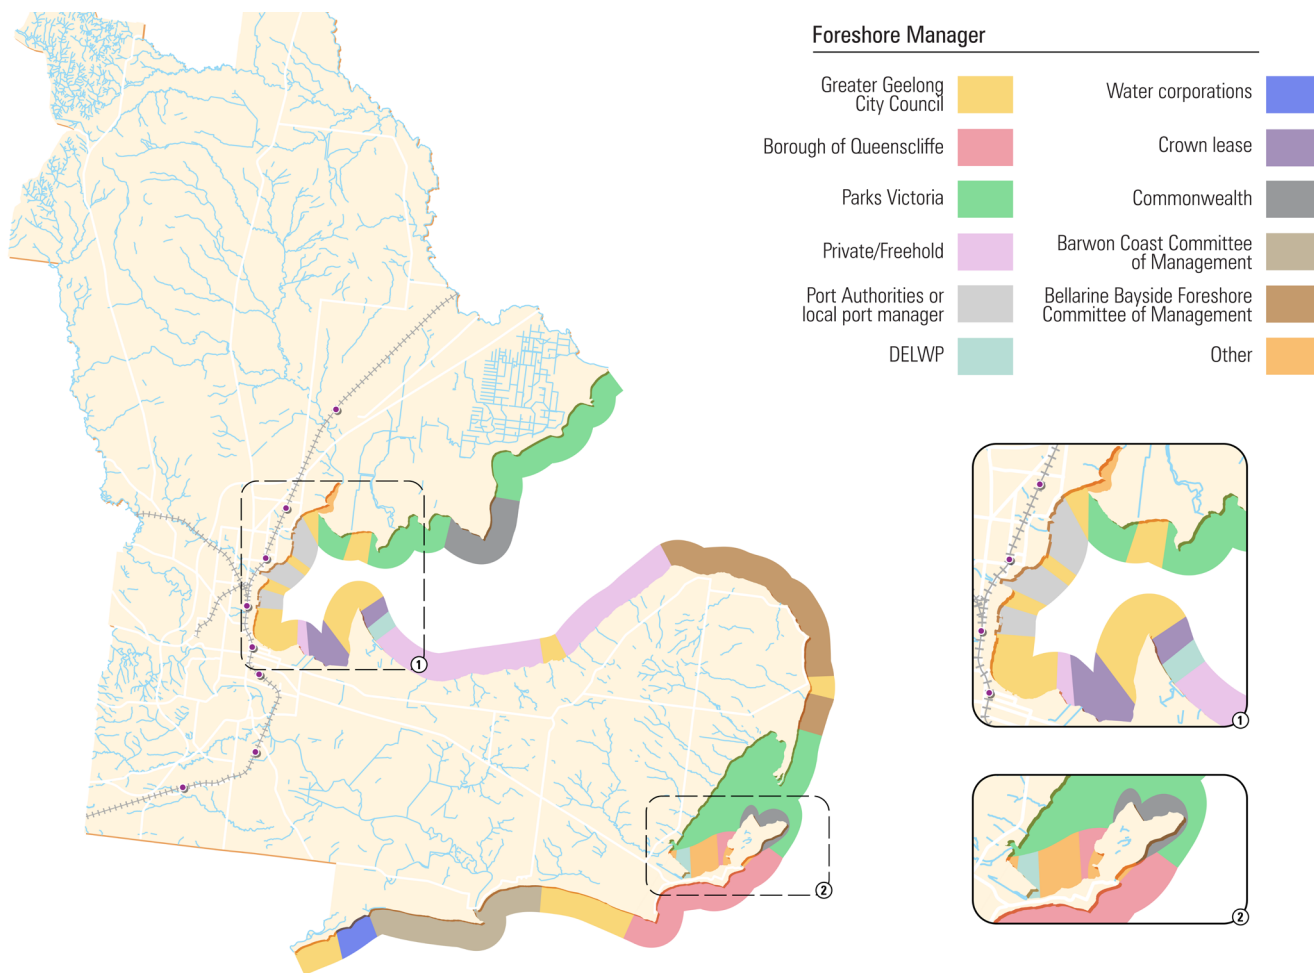 Foreshore Manager
Greater Geelong
City Council
Borough of Queenscliffe
Parks Victoria
Private/Freehold
Port Authorities or
local port manager
DELWP
Water corporations
Crown lease
Commonwealth
Barwon Coast Committee
of Management
Bellarine Bayside Foreshore
Committee of Management
Other
1
2
1
2